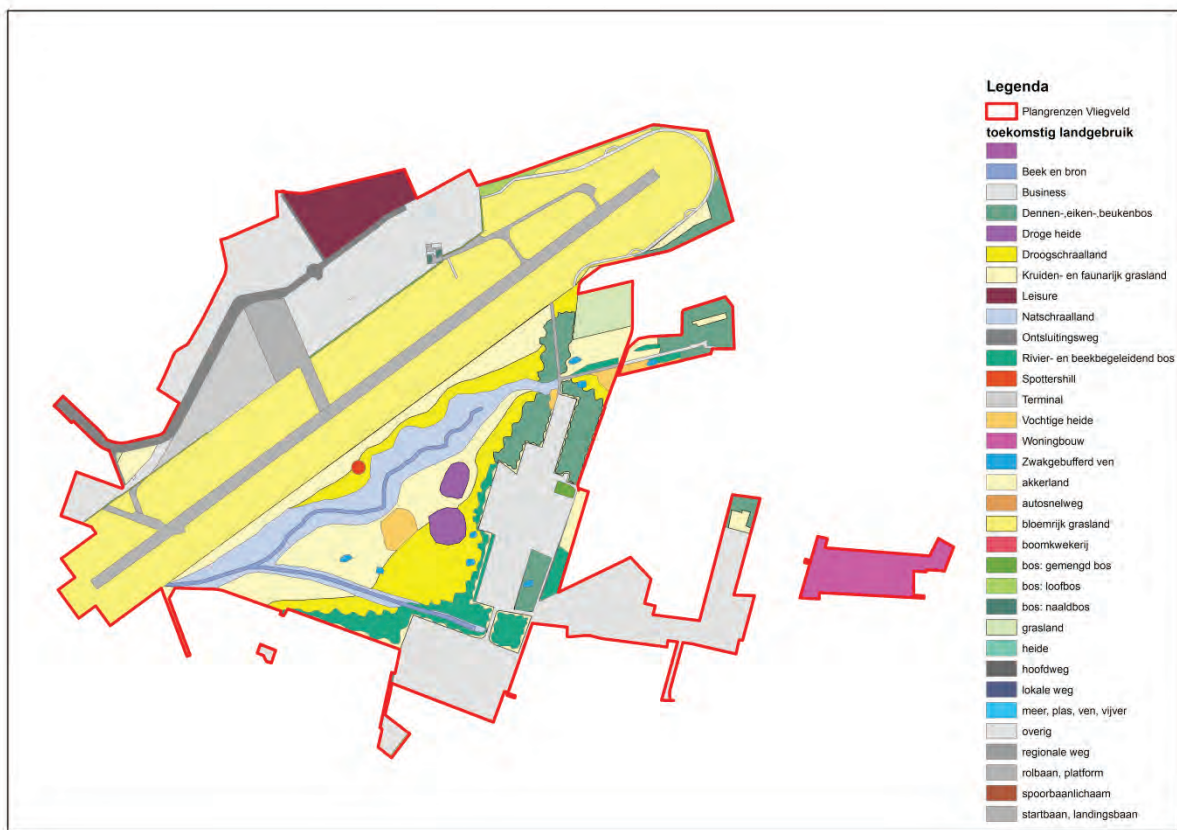 Legenda
Plangrenzen Vliegveld
toekomstig landgebruik
Beek en bron
Business
Dennen-,eiken-,beukenbos
Droge heide
Droogschraalland
Kruiden- en faunarijk grasland
Leisure
Natschraalland
Ontsluitingsweg
Rivier- en beekbegeleidend bos
Spottershill
Terminal
Vochtige heide
Woningbouw
Zwakgebufferd ven
akkerland
autosnelweg
bloemrijk grasland
boomkwekerij
bos: gemengd bos
bos: loofbos
bos: naaldbos
grasland
heide
hoofdweg
lokale weg
meer, plas, ven, vijver
overig
regionale weg
rolbaan, platform
spoorbaanlichaam
startbaan, landingsbaan